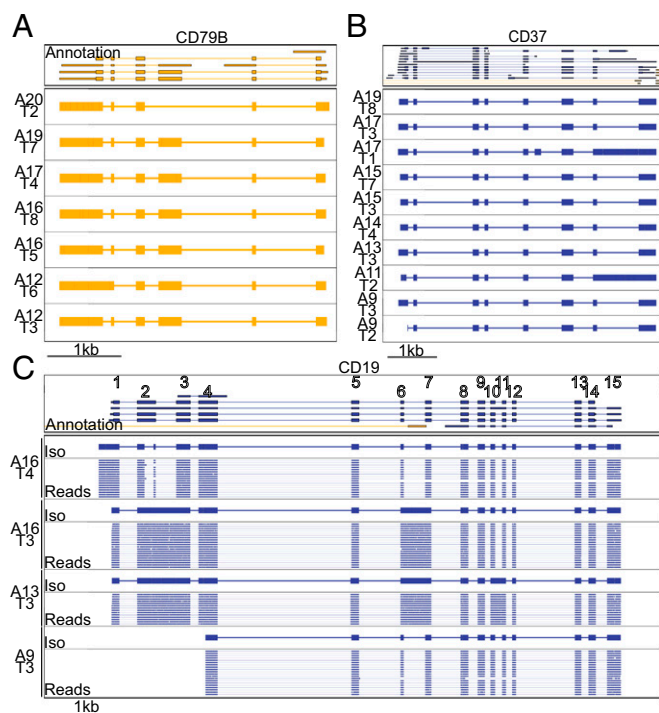 A
CD79B
Annotation
A20
T2
A19
T7
A17
T4
A16
T8
A16
T5
A12
T6
A12
T3
1kb
B
CD37
A19
T8
A17
T3
A17
T1
A15
T7
A15
T3
A14
T4
A13
T3
A11
T2
A9
T3
A9
T2
1kb
C
CD19
1 2 3 4 5 6 7 8 9 10 11 12 13 14 15
Annotation
A16
T4
Iso
Reads
A16
T3
Iso
Reads
A13
T3
Iso
Reads
A9
T3
Iso
Reads
1kb